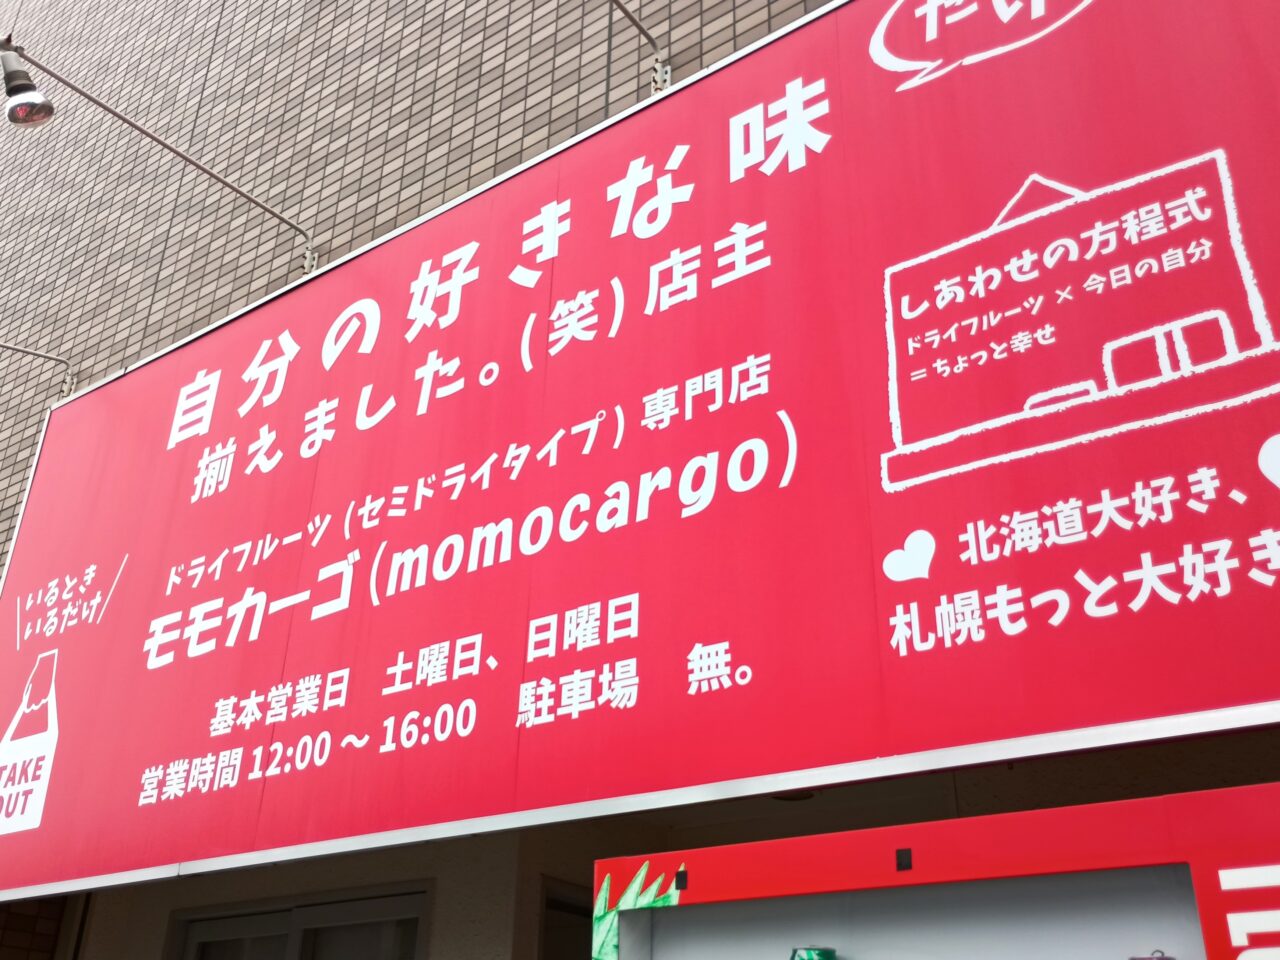 だけ
自分の好きな味
揃えました。(笑)店主
ドライフルーツ(セミドライタイプ)専門店
モモカーゴ(momocargo)
基本営業日 土曜日、日曜日
営業時間 12:00～16:00 駐車場 無。
いるとき
いるだけ
TAKE
OUT
しあわせの方程式
ドライフルーツ×今日の自分
=ちょっと幸せ
北海道大好き、
札幌もっと大好き